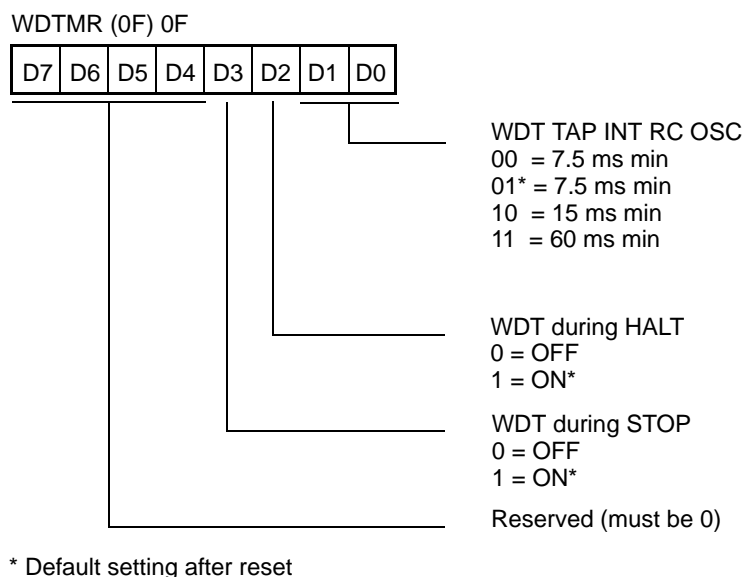 WDTMR (0F) 0F
D7 D6 D5 D4 D3 D2 D1 D0
WDT TAP INT RC OSC
00 = 7.5 ms min
01* = 7.5 ms min
10 = 15 ms min
11 = 60 ms min
WDT during HALT
0 = OFF
1 = ON*
WDT during STOP
0 = OFF
1 = ON*
Reserved (must be 0)
* Default setting after reset